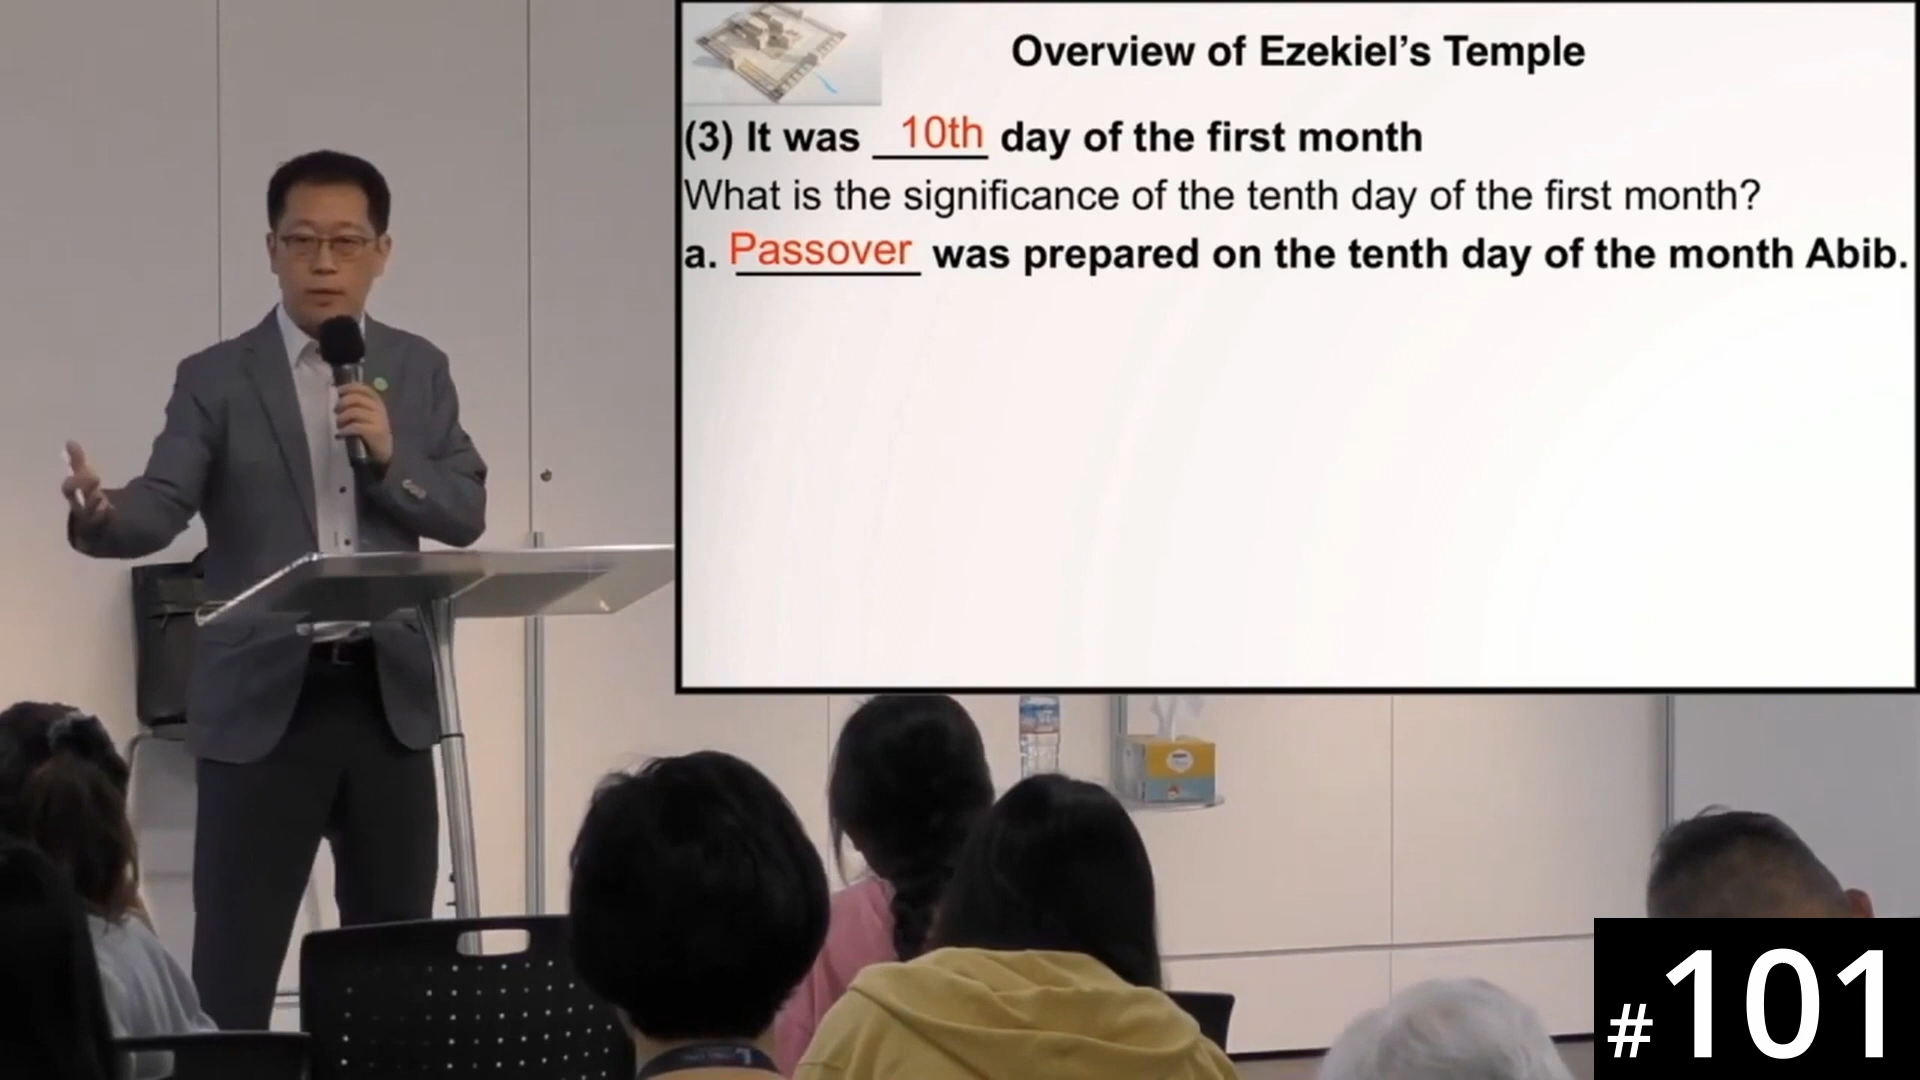 Overview of Ezekiel’s Temple
(3) It was 10th day of the first month
What is the significance of the tenth day of the first month?
a. Passover was prepared on the tenth day of the month Abib.
#101